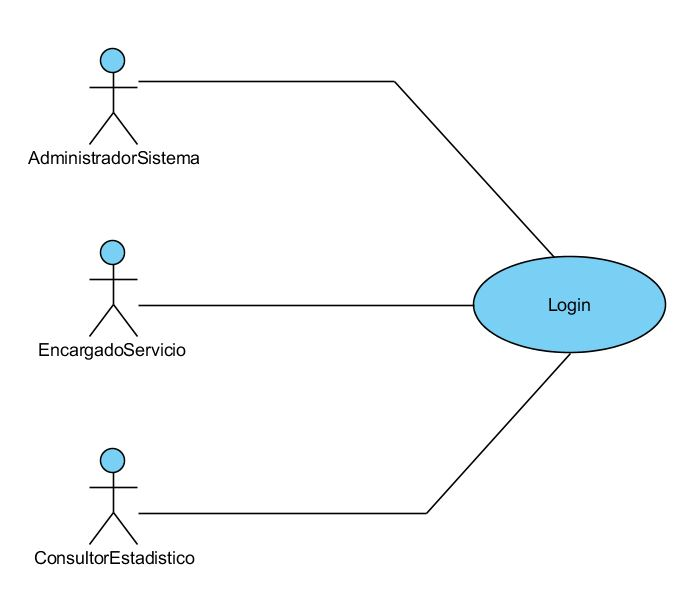 AdministradorSistema
Login
EncargadoServicio
ConsultorEstadistico